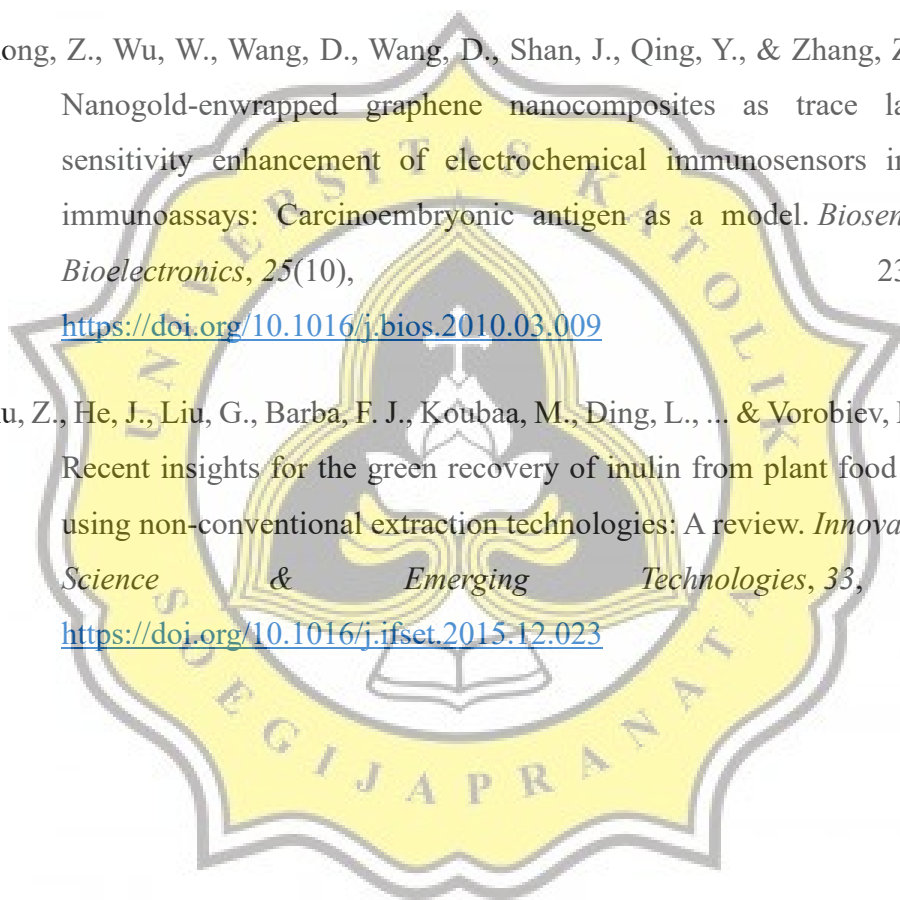 ong, Z., Wu, W., Wang, D., Wang, D., Shan, J., Qing, Y., & Zhang, Z
Nanogold-enwrapped graphene nanocomposites as trace la
sensitivity enhancement of electrochemical immunosensors in
immunoassays: Carcinoembryonic antigen as a model. Biosen
Bioelectronics, 25(10), 23
https://doi.org/10.1016/j.bios.2010.03.009
u, Z., He, J., Liu, G., Barba, F. J., Koubaa, M., Ding, L., ... & Vorobiev,
Recent insights for the green recovery of inulin from plant food
using non-conventional extraction technologies: A review. Innova
Science & Emerging Technologies, 33,
https://doi.org/10.1016/j.ifset.2015.12.023
UNIVERSITAS KATOLIK
SOEGIJAPRANATA